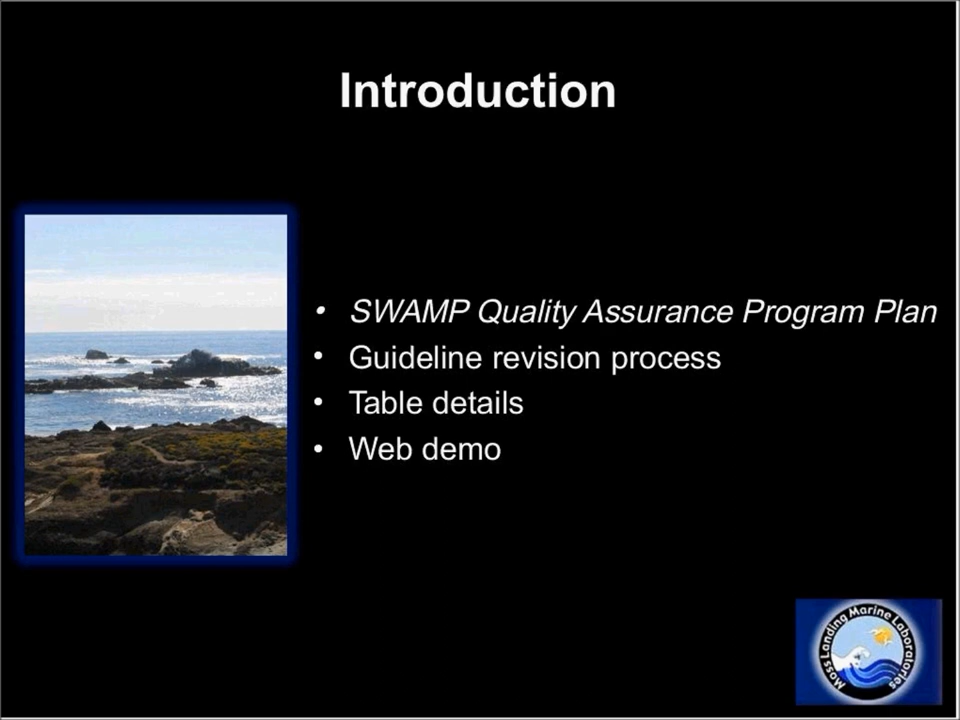 Introduction
• SWAMP Quality Assurance Program Plan
• Guideline revision process
• Table details
• Web demo
Moss Landing Marine Laboratories